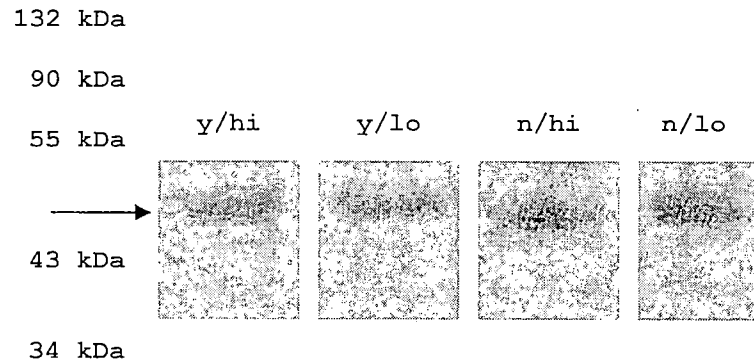 132 kDa
90 kDa
y/hi y/lo n/hi n/lo
55 kDa
43 kDa
34 kDa